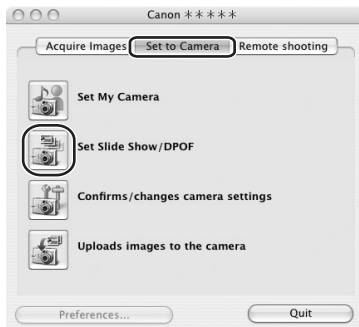 Canon *****
Acquire Images Set to Camera Remote shooting
Set My Camera
Set Slide Show/DPOF
Confirms/changes camera settings
Uploads images to the camera
Preferences... Quit